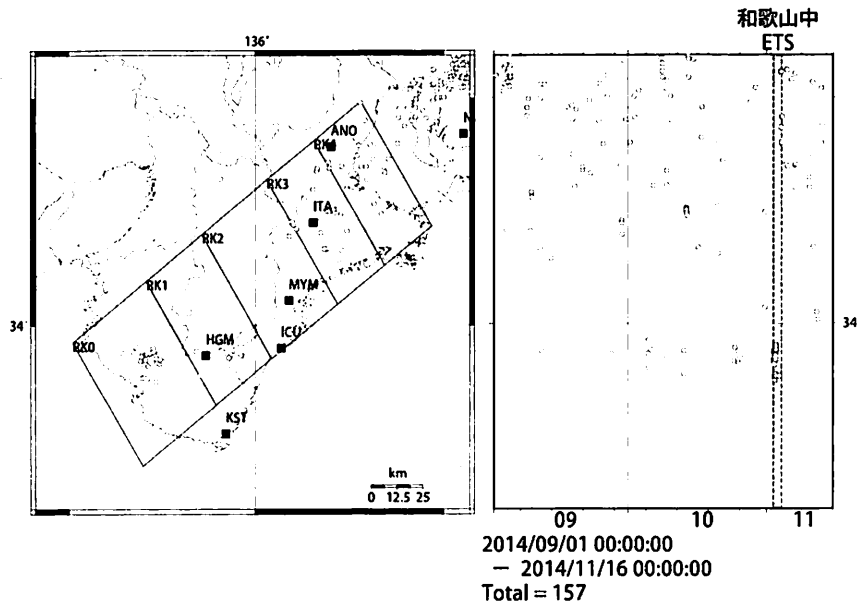 和歌山中
ETS
136°
N
ANO
RK4
RK3
ITA
RK2
MYM
RK1
34°
34
ICU
RK0
HGM
KST
km
0 12.5 25
09
10
11
2014/09/01 00:00:00
− 2014/11/16 00:00:00
Total = 157